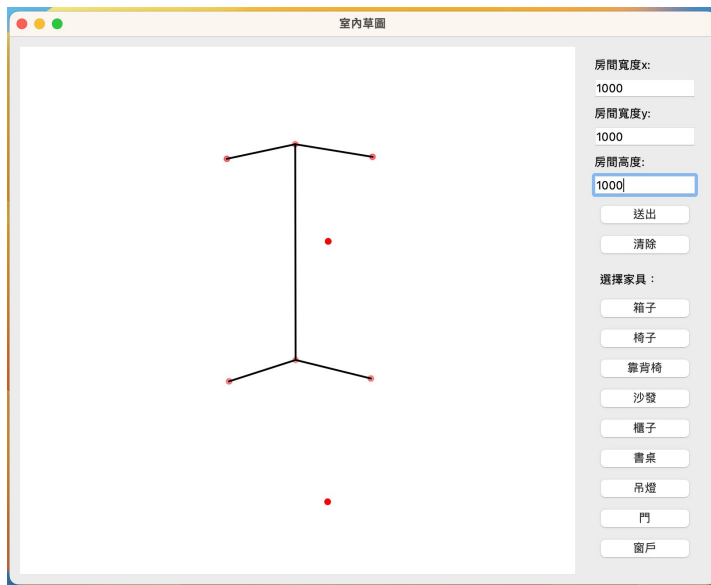 室內草圖
房間寬度x:
1000
房間寬度y:
1000
房間高度:
1000
送出
清除
選擇家具：
箱子
椅子
靠背椅
沙發
櫃子
書桌
吊燈
門
窗戶